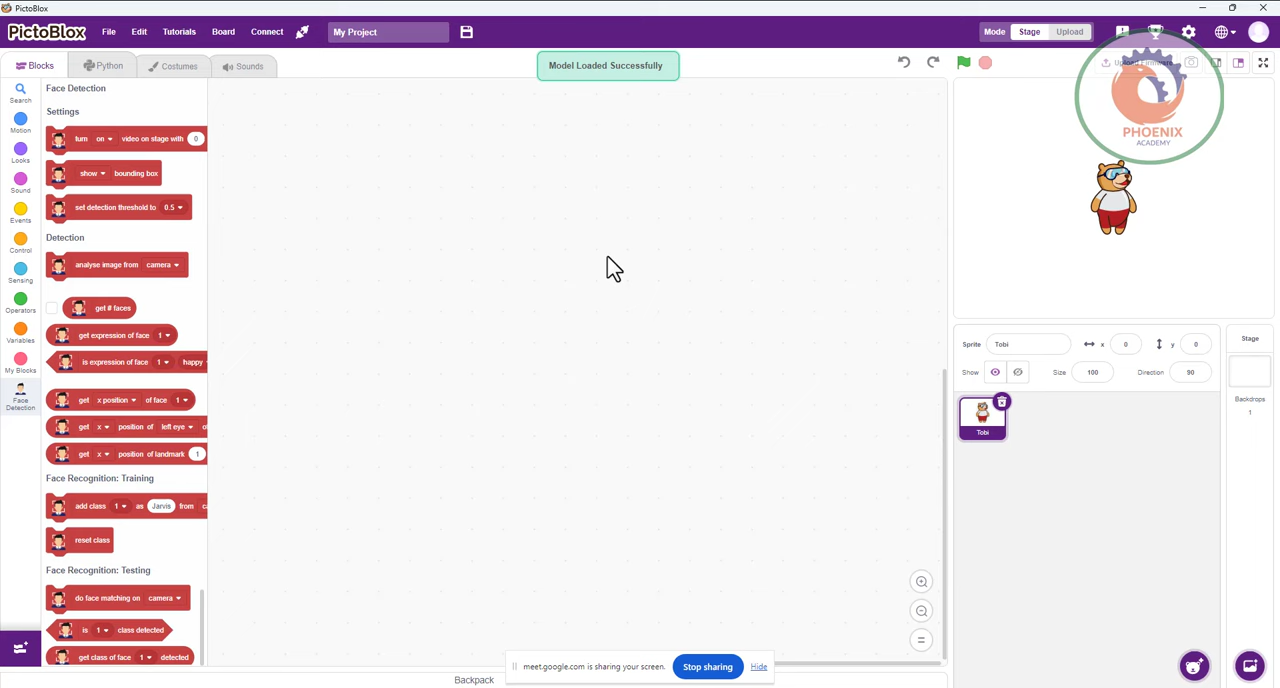 PictoBlox
PictoBlox File Edit Tutorials Board Connect My Project Mode Stage Upload
Blocks Python Costumes Sounds Model Loaded Successfully Upload Firmware
PHOENIX
ACADEMY
Search
Motion
Looks
Sound
Events
Control
Sensing
Operators
Variables
My Blocks
Face
Detection
Face Detection
Settings
turn on video on stage with 0
show bounding box
set detection threshold to 0.5
Detection
analyse image from camera
get # faces
get expression of face 1
is expression of face 1 happy
get x position of face 1
get x position of left eye
get x position of landmark 1
Face Recognition: Training
add class 1 as Jarvis from
reset class
Face Recognition: Testing
do face matching on camera
is 1 class detected
get class of face 1 detected
Sprite Tobi x 0 y 0
Show Size 100 Direction 90
Tobi
Stage
Backdrops
1
meet.google.com is sharing your screen. Stop sharing Hide
Backpack